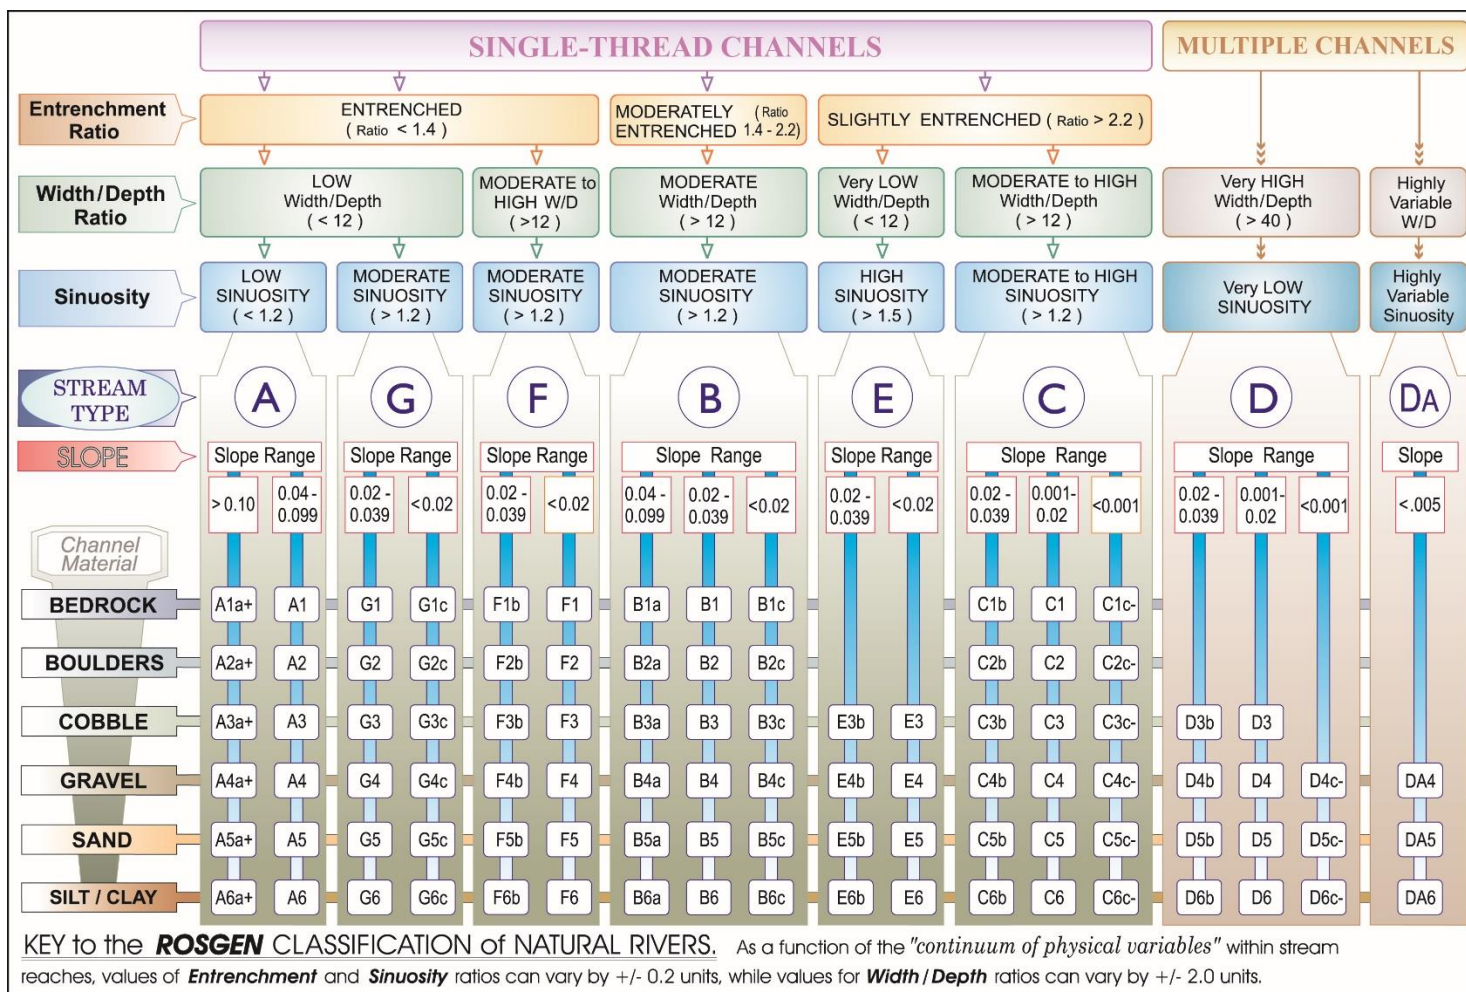 SINGLE-THREAD CHANNELS MULTIPLE CHANNELS
Entrenchment
Ratio
ENTRENCHED
( Ratio < 1.4 )
MODERATELY ( Ratio
ENTRENCHED 1.4 - 2.2)
SLIGHTLY ENTRENCHED ( Ratio > 2.2 )
Width/Depth
Ratio
LOW
Width/Depth
( < 12 )
MODERATE to
HIGH W/D
( >12 )
MODERATE
Width/Depth
( > 12 )
Very LOW
Width/Depth
( < 12 )
MODERATE to HIGH
Width/Depth
( > 12 )
Very HIGH
Width/Depth
( > 40 )
Highly
Variable
W/D
Sinuosity
LOW
SINUOSITY
( < 1.2 )
MODERATE
SINUOSITY
( > 1.2 )
MODERATE
SINUOSITY
( > 1.2 )
MODERATE
SINUOSITY
( > 1.2 )
HIGH
SINUOSITY
( > 1.5 )
MODERATE to HIGH
SINUOSITY
( > 1.2 )
Very LOW
SINUOSITY
Highly
Variable
Sinuosity
STREAM
TYPE
A G F B E C D DA
SLOPE
Slope Range Slope Range Slope Range Slope Range Slope Range Slope Range Slope Range Slope
> 0.10
0.04 -
0.099
0.02 -
0.039
<0.02
0.02 -
0.039
<0.02
0.04 -
0.099
0.02 -
0.039
<0.02
0.02 -
0.039
<0.02
0.02 -
0.039
0.001-
0.02
<0.001
0.02 -
0.039
0.001-
0.02
<0.001
<.005
Channel
Material
BEDROCK A1a+ A1 G1 G1c F1b F1 B1a B1 B1c C1b C1 C1c-
BOULDERS A2a+ A2 G2 G2c F2b F2 B2a B2 B2c C2b C2 C2c-
COBBLE A3a+ A3 G3 G3c F3b F3 B3a B3 B3c E3b E3 C3b C3 C3c- D3b D3
GRAVEL A4a+ A4 G4 G4c F4b F4 B4a B4 B4c E4b E4 C4b C4 C4c- D4b D4 D4c- DA4
SAND A5a+ A5 G5 G5c F5b F5 B5a B5 B5c E5b E5 C5b C5 C5c- D5b D5 D5c- DA5
SILT / CLAY A6a+ A6 G6 G6c F6b F6 B6a B6 B6c E6b E6 C6b C6 C6c- D6b D6 D6c- DA6
KEY to the ROSGEN CLASSIFICATION of NATURAL RIVERS. As a function of the "continuum of physical variables" within stream
reaches, values of Entrenchment and Sinuosity ratios can vary by +/- 0.2 units, while values for Width / Depth ratios can vary by +/- 2.0 units.